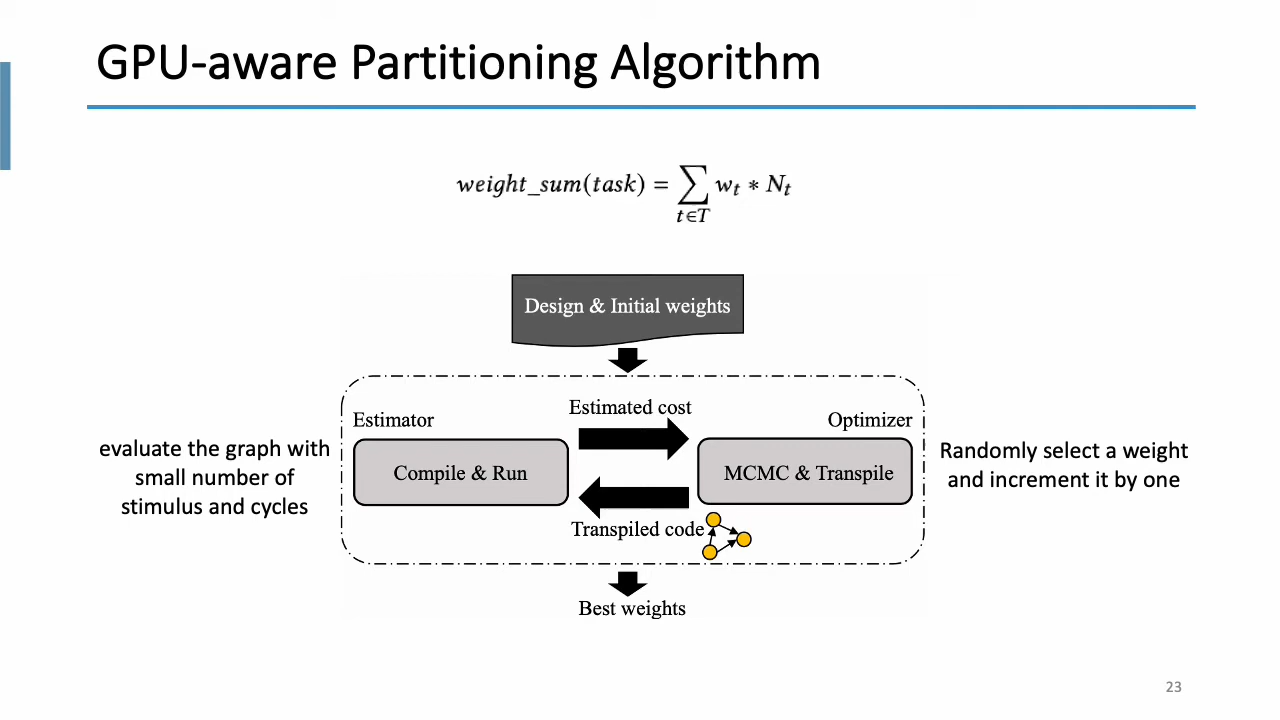 GPU-aware Partitioning Algorithm
weight_sum(task) = ∑ w_t * N_t
t∈T
Design & Initial weights
Estimated cost
Estimator
Optimizer
evaluate the graph with
small number of
stimulus and cycles
Compile & Run
MCMC & Transpile
Randomly select a weight
and increment it by one
Transpiled code
Best weights
23